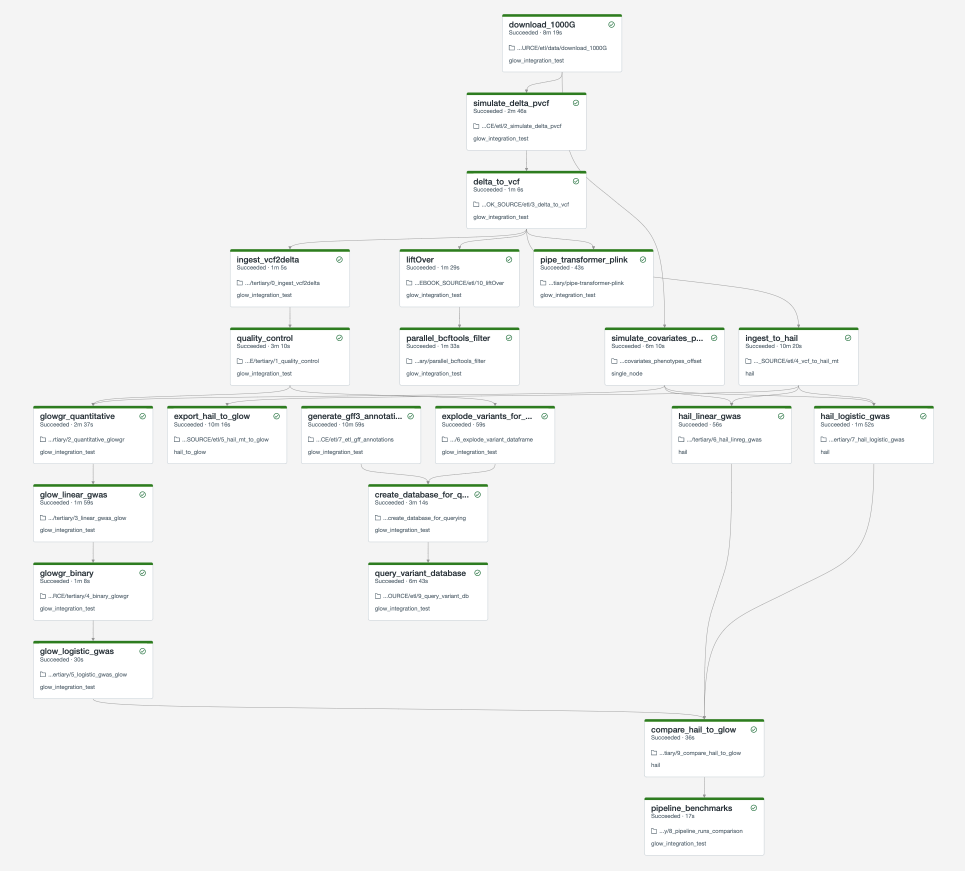 download_1000G
Succeeded · 8m 19s
...URCE/etl/data/download_1000G
glow_integration_test
simulate_delta_pvcf
Succeeded · 2m 46s
...CE/etl/2_simulate_delta_pvcf
glow_integration_test
delta_to_vcf
Succeeded · 1m 6s
...OK_SOURCE/etl/3_delta_to_vcf
glow_integration_test
ingest_vcf2delta
Succeeded · 1m 5s
.../tertiary/0_ingest_vcf2delta
glow_integration_test
liftOver
Succeeded · 1m 29s
...EBOOK_SOURCE/etl/10_liftOver
glow_integration_test
pipe_transformer_plink
Succeeded · 43s
...tiary/pipe-transformer-plink
glow_integration_test
quality_control
Succeeded · 3m 10s
...E/tertiary/1_quality_control
glow_integration_test
parallel_bcftools_filter
Succeeded · 1m 33s
...ary/parallel_bcftools_filter
glow_integration_test
simulate_covariates_p...
Succeeded · 6m 10s
...covariates_phenotypes_offset
single_node
ingest_to_hail
Succeeded · 10m 20s
..._SOURCE/etl/4_vcf_to_hail_mt
hail
glowgr_quantitative
Succeeded · 2m 37s
...rtiary/2_quantitative_glowgr
glow_integration_test
export_hail_to_glow
Succeeded · 10m 16s
...SOURCE/etl/5_hail_mt_to_glow
hail_to_glow
generate_gff3_annotati...
Succeeded · 10m 59s
...CE/etl/7_etl_gff_annotations
glow_integration_test
explode_variants_for_...
Succeeded · 59s
.../6_explode_variant_dataframe
glow_integration_test
hail_linear_gwas
Succeeded · 56s
.../tertiary/6_hail_linreg_gwas
hail
hail_logistic_gwas
Succeeded · 1m 52s
...ertiary/7_hail_logistic_gwas
hail
glow_linear_gwas
Succeeded · 1m 59s
.../tertiary/3_linear_gwas_glow
glow_integration_test
create_database_for_q...
Succeeded · 3m 14s
...create_database_for_querying
glow_integration_test
glowgr_binary
Succeeded · 1m 8s
...RCE/tertiary/4_binary_glowgr
glow_integration_test
query_variant_database
Succeeded · 6m 43s
...OURCE/etl/9_query_variant_db
glow_integration_test
glow_logistic_gwas
Succeeded · 30s
...ertiary/5_logistic_gwas_glow
glow_integration_test
compare_hail_to_glow
Succeeded · 36s
...tiary/9_compare_hail_to_glow
hail
pipeline_benchmarks
Succeeded · 17s
...y/8_pipeline_runs_comparison
glow_integration_test